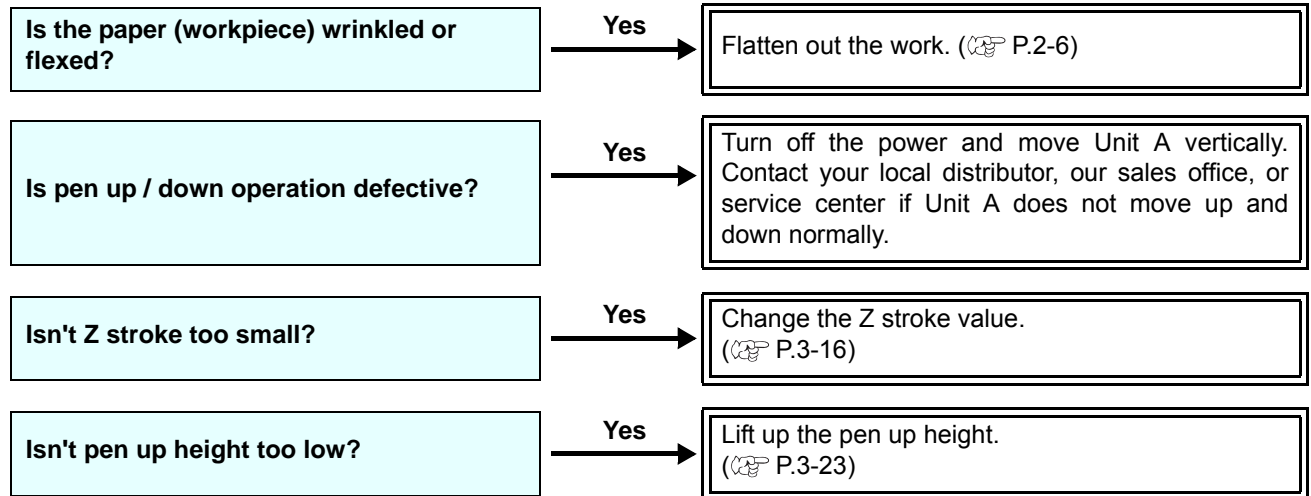 Is the paper (workpiece) wrinkled or
flexed?
Yes
Flatten out the work. (☞ P.2-6)
Is pen up / down operation defective?
Yes
Turn off the power and move Unit A vertically.
Contact your local distributor, our sales office, or
service center if Unit A does not move up and
down normally.
Isn't Z stroke too small?
Yes
Change the Z stroke value.
(☞ P.3-16)
Isn't pen up height too low?
Yes
Lift up the pen up height.
(☞ P.3-23)